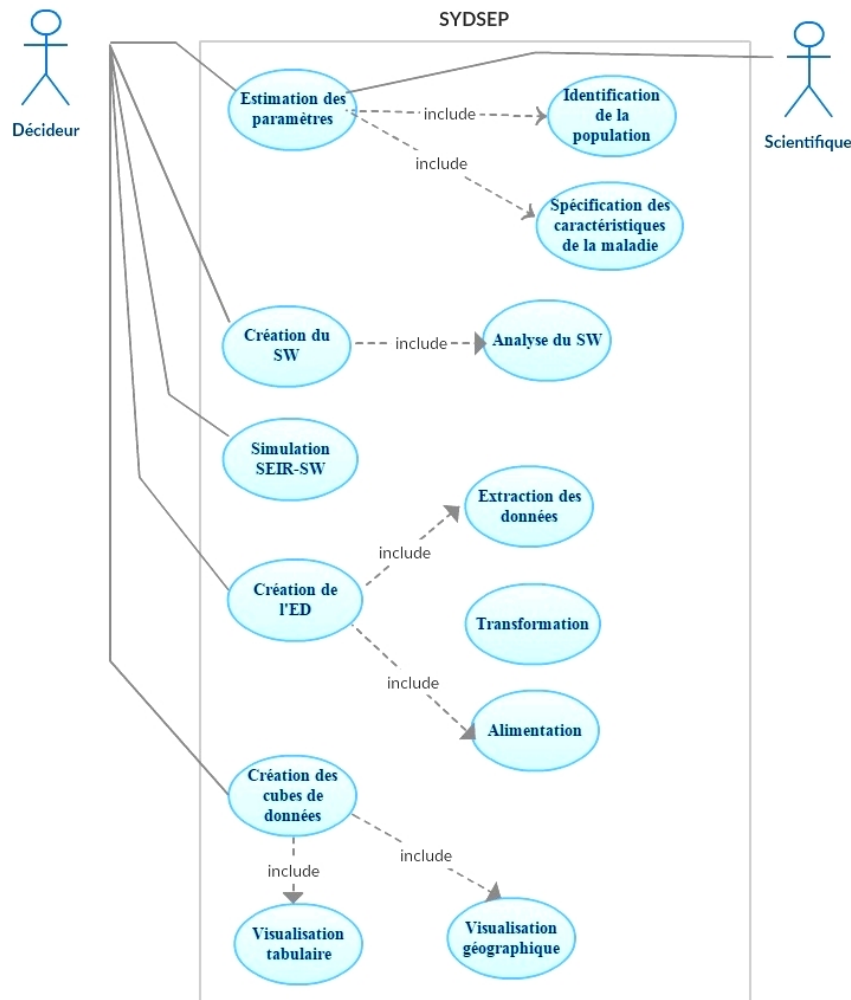 SYDSEP
Décideur
Scientifique
Estimation des
paramètres
include
Identification
de la
population
include
Spécification des
caractéristiques
de la maladie
Création du
SW
include
Analyse du SW
Simulation
SEIR-SW
Extraction des
données
include
Création de
l'ED
Transformation
include
Alimentation
Création des
cubes de
données
include
include
Visualisation
tabulaire
Visualisation
géographique